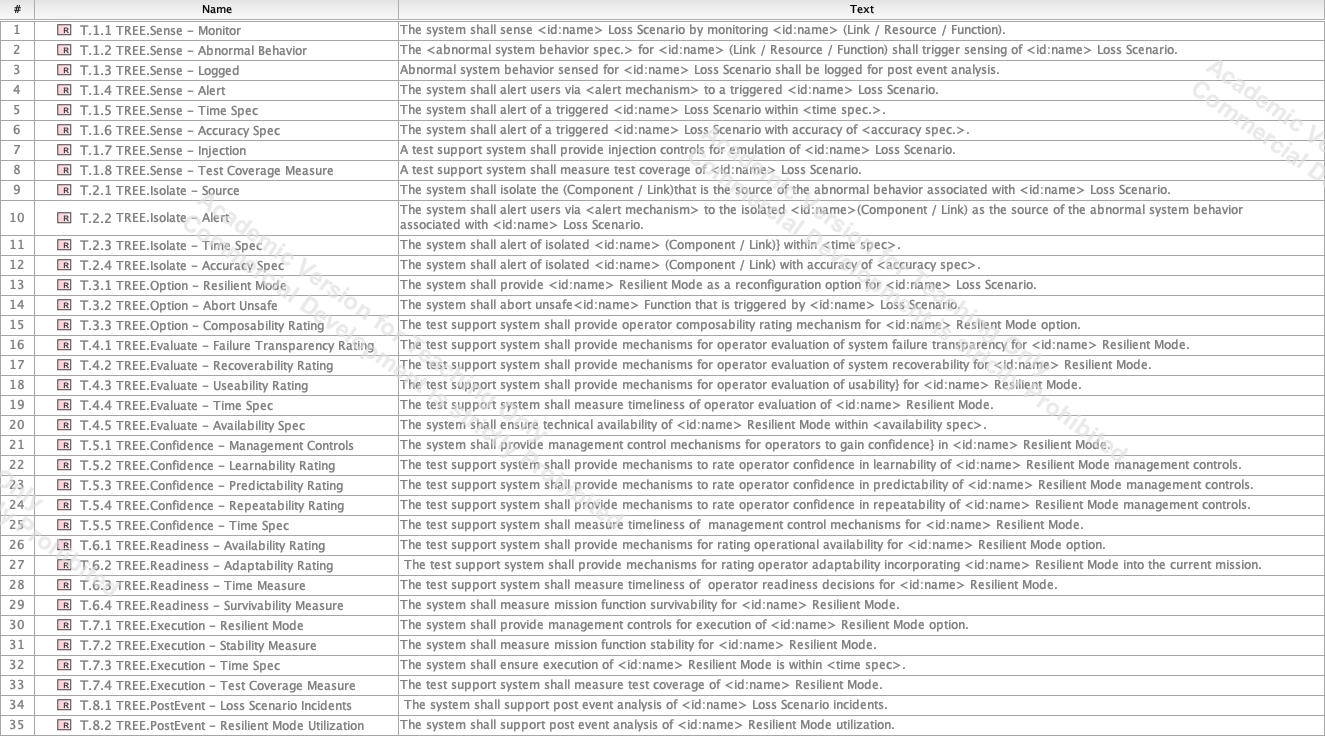 # Name Text
1 R T.1.1 TREE.Sense – Monitor The system shall sense <id:name> Loss Scenario by monitoring <id:name> (Link / Resource / Function).
2 R T.1.2 TREE.Sense – Abnormal Behavior The <abnormal system behavior spec.> for <id:name> (Link / Resource / Function) shall trigger sensing of <id:name> Loss Scenario.
3 R T.1.3 TREE.Sense – Logged Abnormal system behavior sensed for <id:name> Loss Scenario shall be logged for post event analysis.
4 R T.1.4 TREE.Sense – Alert The system shall alert users via <alert mechanism> to a triggered <id:name> Loss Scenario.
5 R T.1.5 TREE.Sense – Time Spec The system shall alert of a triggered <id:name> Loss Scenario within <time spec.>.
6 R T.1.6 TREE.Sense – Accuracy Spec The system shall alert of a triggered <id:name> Loss Scenario with accuracy of <accuracy spec.>.
7 R T.1.7 TREE.Sense – Injection A test support system shall provide injection controls for emulation of <id:name> Loss Scenario.
8 R T.1.8 TREE.Sense – Test Coverage Measure A test support system shall measure test coverage of <id:name> Loss Scenario.
9 R T.2.1 TREE.Isolate – Source The system shall isolate the (Component / Link)that is the source of the abnormal behavior associated with <id:name> Loss Scenario.
10 R T.2.2 TREE.Isolate – Alert The system shall alert users via <alert mechanism> to the isolated <id:name>(Component / Link) as the source of the abnormal system behavior
associated with <id:name> Loss Scenario.
11 R T.2.3 TREE.Isolate – Time Spec The system shall alert of isolated <id:name> (Component / Link)} within <time spec>.
12 R T.2.4 TREE.Isolate – Accuracy Spec The system shall alert of isolated <id:name> (Component / Link) with accuracy of <accuracy spec>.
13 R T.3.1 TREE.Option – Resilient Mode The system shall provide <id:name> Resilient Mode as a reconfiguration option for <id:name> Loss Scenario.
14 R T.3.2 TREE.Option – Abort Unsafe The system shall abort unsafe<id:name> Function that is triggered by <id:name> Loss Scenario.
15 R T.3.3 TREE.Option – Composability Rating The test support system shall provide operator composability rating mechanism for <id:name> Resilient Mode option.
16 R T.4.1 TREE.Evaluate – Failure Transparency Rating The test support system shall provide mechanisms for operator evaluation of system failure transparency for <id:name> Resilient Mode.
17 R T.4.2 TREE.Evaluate – Recoverability Rating The test support system shall provide mechanisms for operator evaluation of system recoverability for <id:name> Resilient Mode.
18 R T.4.3 TREE.Evaluate – Useability Rating The test support system shall provide mechanisms for operator evaluation of usability} for <id:name> Resilient Mode.
19 R T.4.4 TREE.Evaluate – Time Spec The test support system shall measure timeliness of operator evaluation of <id:name> Resilient Mode.
20 R T.4.5 TREE.Evaluate – Availability Spec The system shall ensure technical availability of <id:name> Resilient Mode within <availability spec>.
21 R T.5.1 TREE.Confidence – Management Controls The system shall provide management control mechanisms for operators to gain confidence} in <id:name> Resilient Mode.
22 R T.5.2 TREE.Confidence – Learnability Rating The test support system shall provide mechanisms to rate operator confidence in learnability of <id:name> Resilient Mode management controls.
23 R T.5.3 TREE.Confidence – Predictability Rating The test support system shall provide mechanisms to rate operator confidence in predictability of <id:name> Resilient Mode management controls.
24 R T.5.4 TREE.Confidence – Repeatability Rating The test support system shall provide mechanisms to rate operator confidence in repeatability of <id:name> Resilient Mode management controls.
25 R T.5.5 TREE.Confidence – Time Spec The test support system shall measure timeliness of management control mechanisms for <id:name> Resilient Mode.
26 R T.6.1 TREE.Readiness – Availability Rating The test support system shall provide mechanisms for rating operational availability for <id:name> Resilient Mode option.
27 R T.6.2 TREE.Readiness – Adaptability Rating The test support system shall provide mechanisms for rating operator adaptability incorporating <id:name> Resilient Mode into the current mission.
28 R T.6.3 TREE.Readiness – Time Measure The test support system shall measure timeliness of operator readiness decisions for <id:name> Resilient Mode.
29 R T.6.4 TREE.Readiness – Survivability Measure The system shall measure mission function survivability for <id:name> Resilient Mode.
30 R T.7.1 TREE.Execution – Resilient Mode The system shall provide management controls for execution of <id:name> Resilient Mode option.
31 R T.7.2 TREE.Execution – Stability Measure The system shall measure mission function stability for <id:name> Resilient Mode.
32 R T.7.3 TREE.Execution – Time Spec The system shall ensure execution of <id:name> Resilient Mode is within <time spec>.
33 R T.7.4 TREE.Execution – Test Coverage Measure The test support system shall measure test coverage of <id:name> Resilient Mode.
34 R T.8.1 TREE.PostEvent – Loss Scenario Incidents The system shall support post event analysis of <id:name> Loss Scenario incidents.
35 R T.8.2 TREE.PostEvent – Resilient Mode Utilization The system shall support post event analysis of <id:name> Resilient Mode utilization.
Academic Version for Teaching Only
Commercial Development is strictly Prohibited